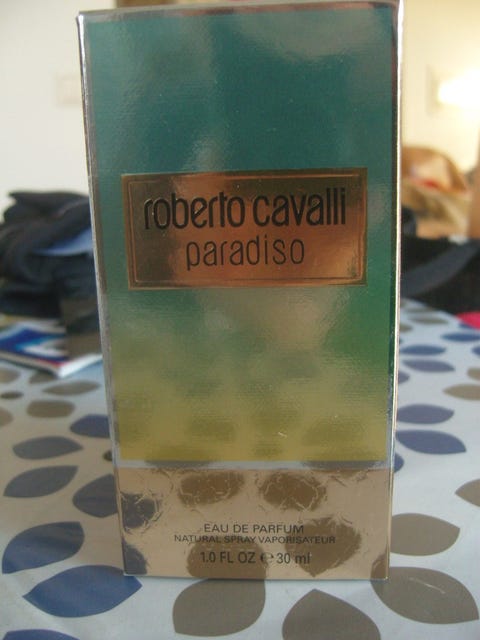 roberto cavalli
paradiso
EAU DE PARFUM
NATURAL SPRAY VAPORISATEUR
1.0 FL OZ ℮ 30 ml